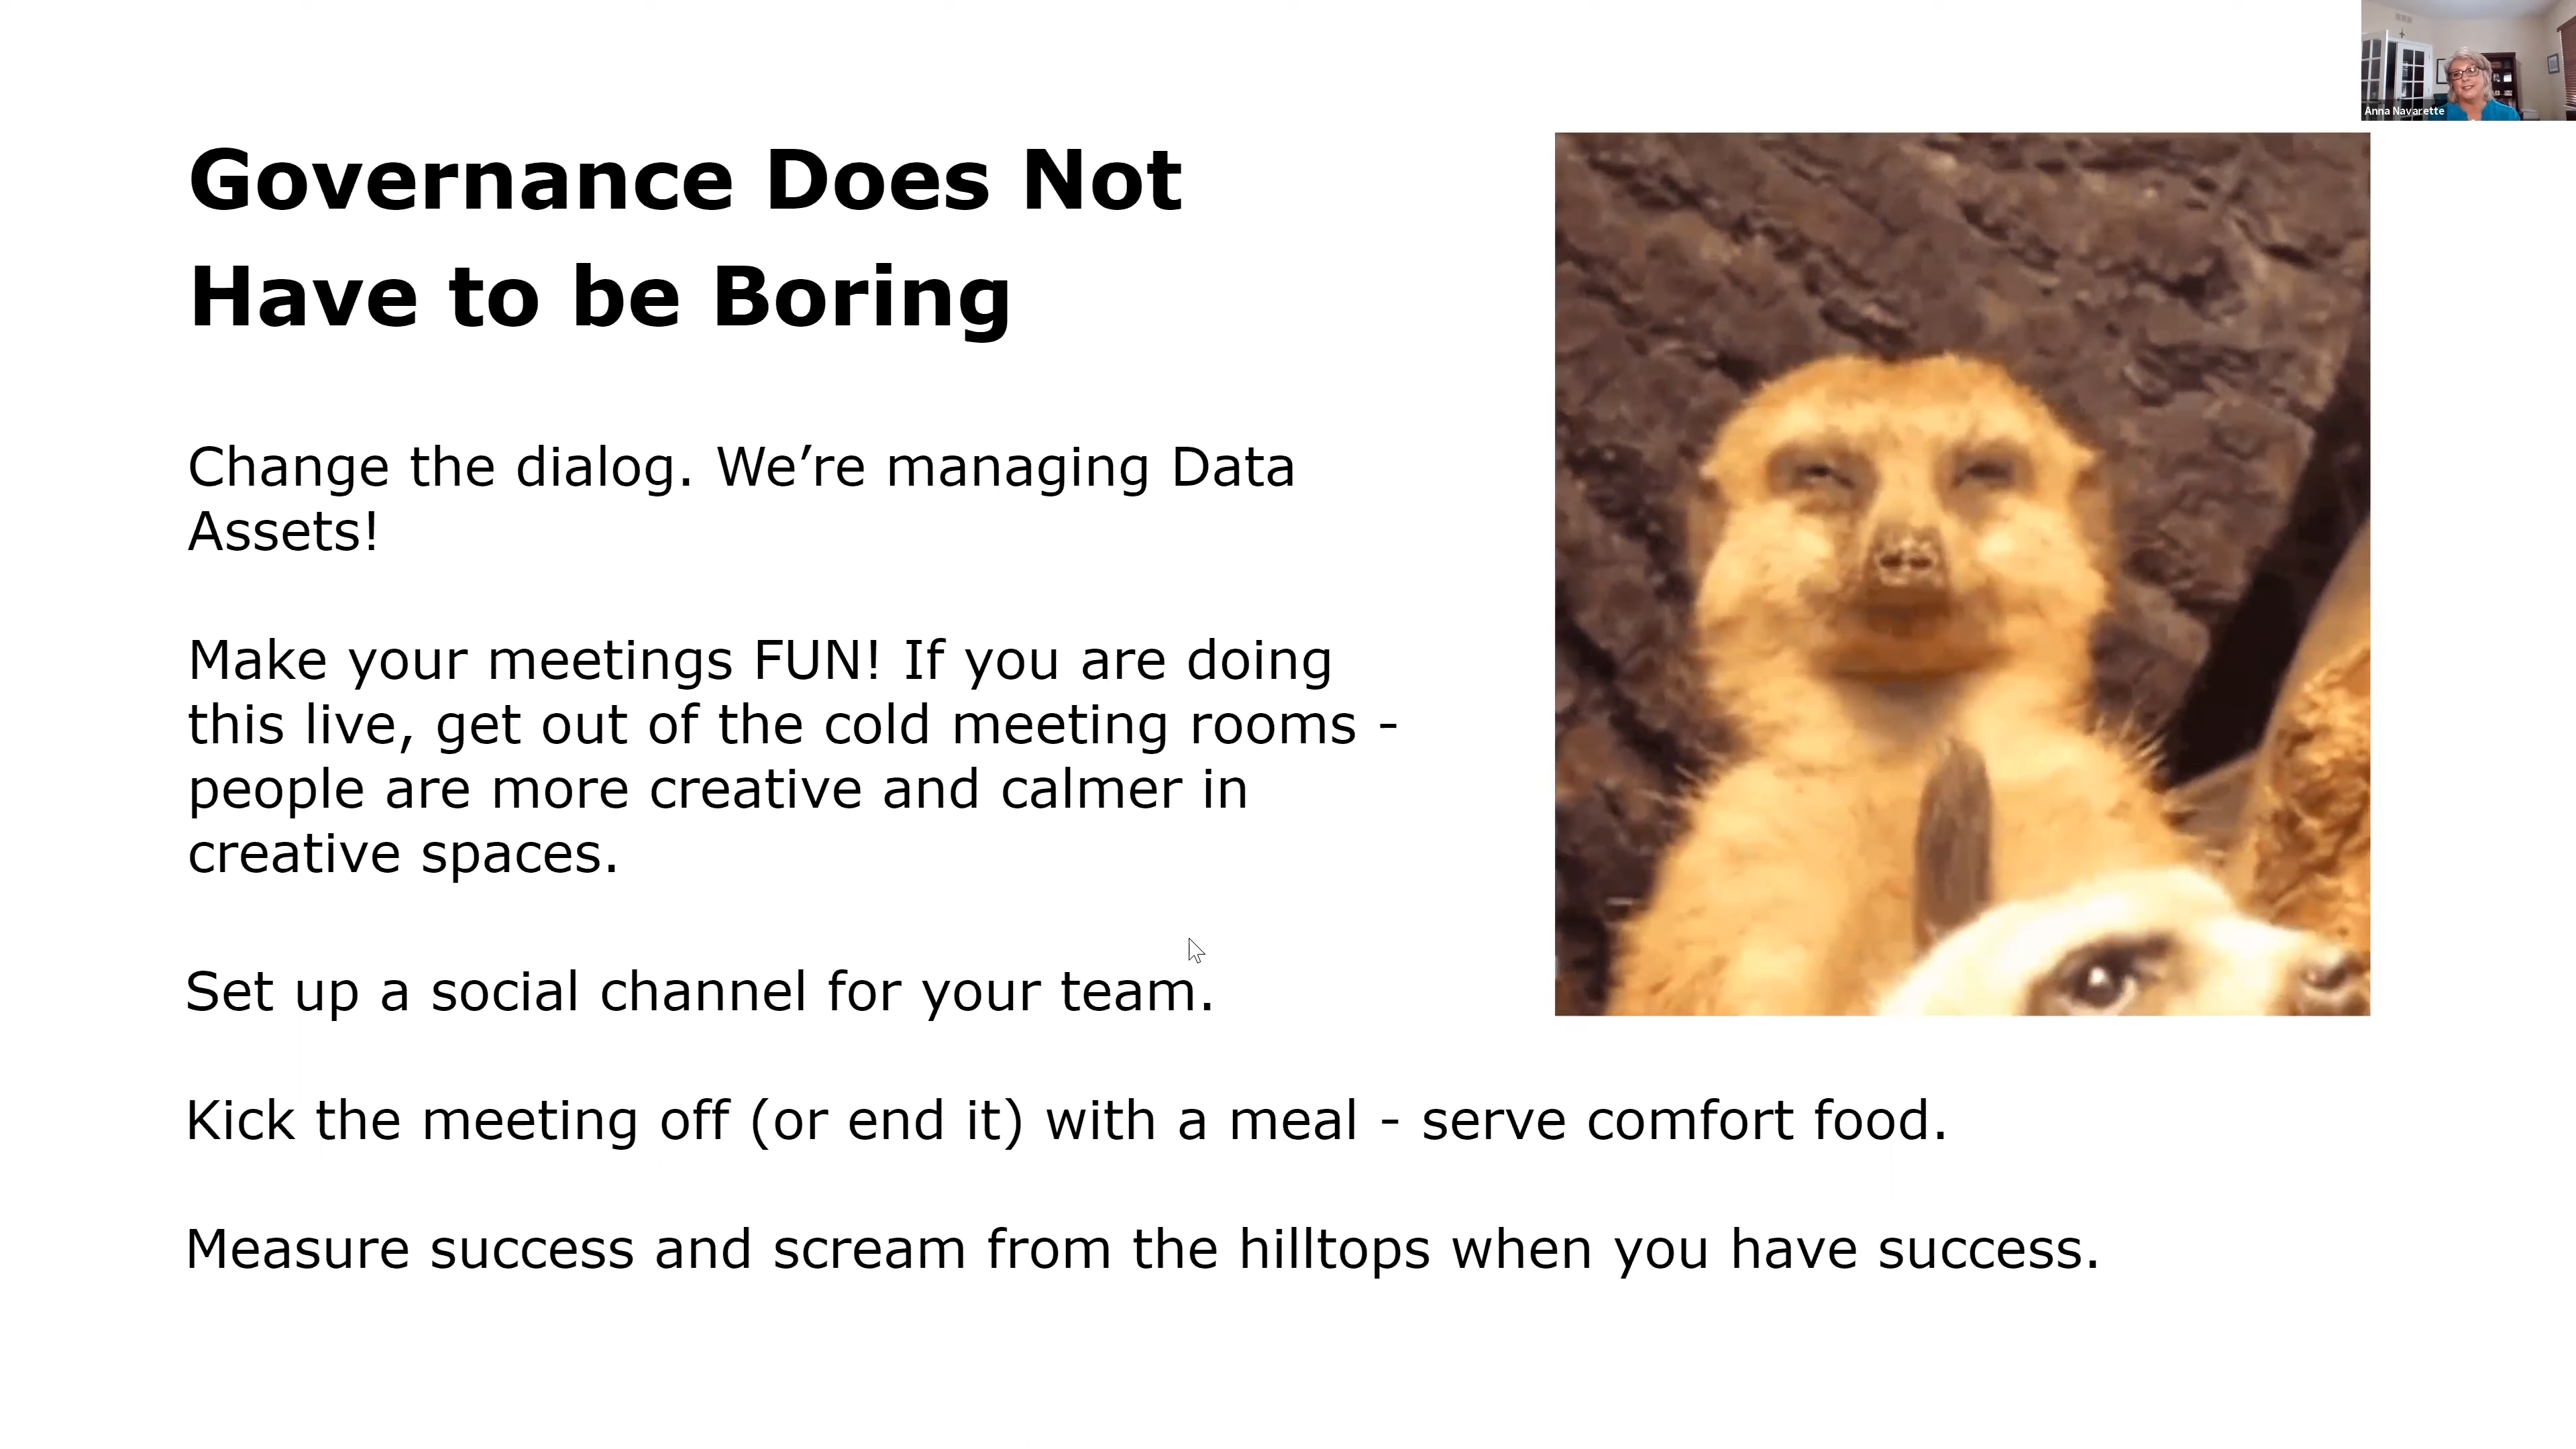 Anna Navarette
Governance Does Not
Have to be Boring
Change the dialog. We’re managing Data
Assets!
Make your meetings FUN! If you are doing
this live, get out of the cold meeting rooms -
people are more creative and calmer in
creative spaces.
Set up a social channel for your team.
Kick the meeting off (or end it) with a meal - serve comfort food.
Measure success and scream from the hilltops when you have success.